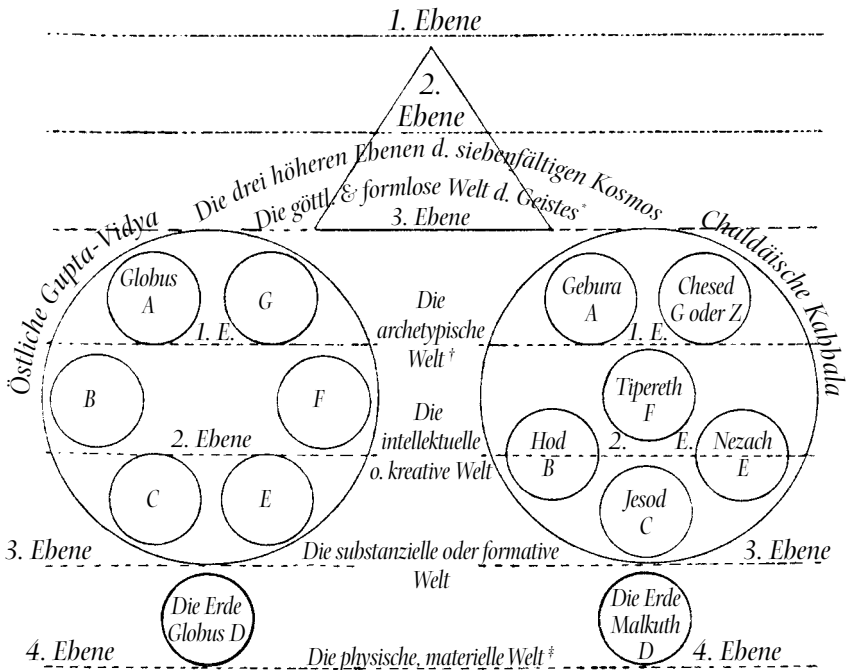 1. Ebene
2.
Ebene
Die drei höheren Ebenen d. siebenfältigen Kosmos
Die göttl. & formlose Welt d. Geistes*
3. Ebene
Östliche Gupta-Vidya
Chaldäische Kabbala
Globus
A
G
1. E.
Die
archetypische
Welt †
Gebura
A
Chesed
G oder Z
1. E.
B
F
2. Ebene
C
E
Die
intellektuelle
o. kreative Welt
Tipereth
F
Hod
B
2. E.
Nezach
E
Jesod
C
3. Ebene
Die substanzielle oder formative
Welt
3. Ebene
Die Erde
Globus D
Die Erde
Malkuth
D
4. Ebene
Die physische, materielle Welt ‡
4. Ebene